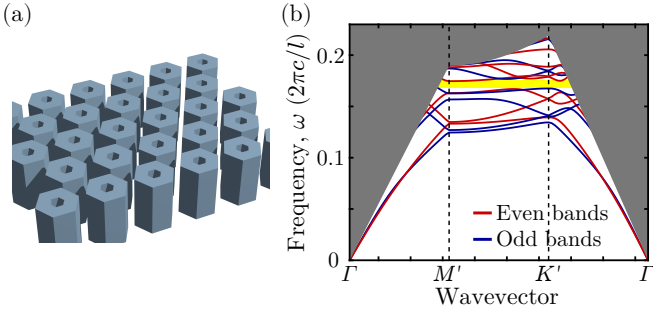 (a)
(b)
Frequency, ω (2πc/l)
0.2
0.1
0
Even bands
Odd bands
Γ M′ K′ Γ
Wavevector